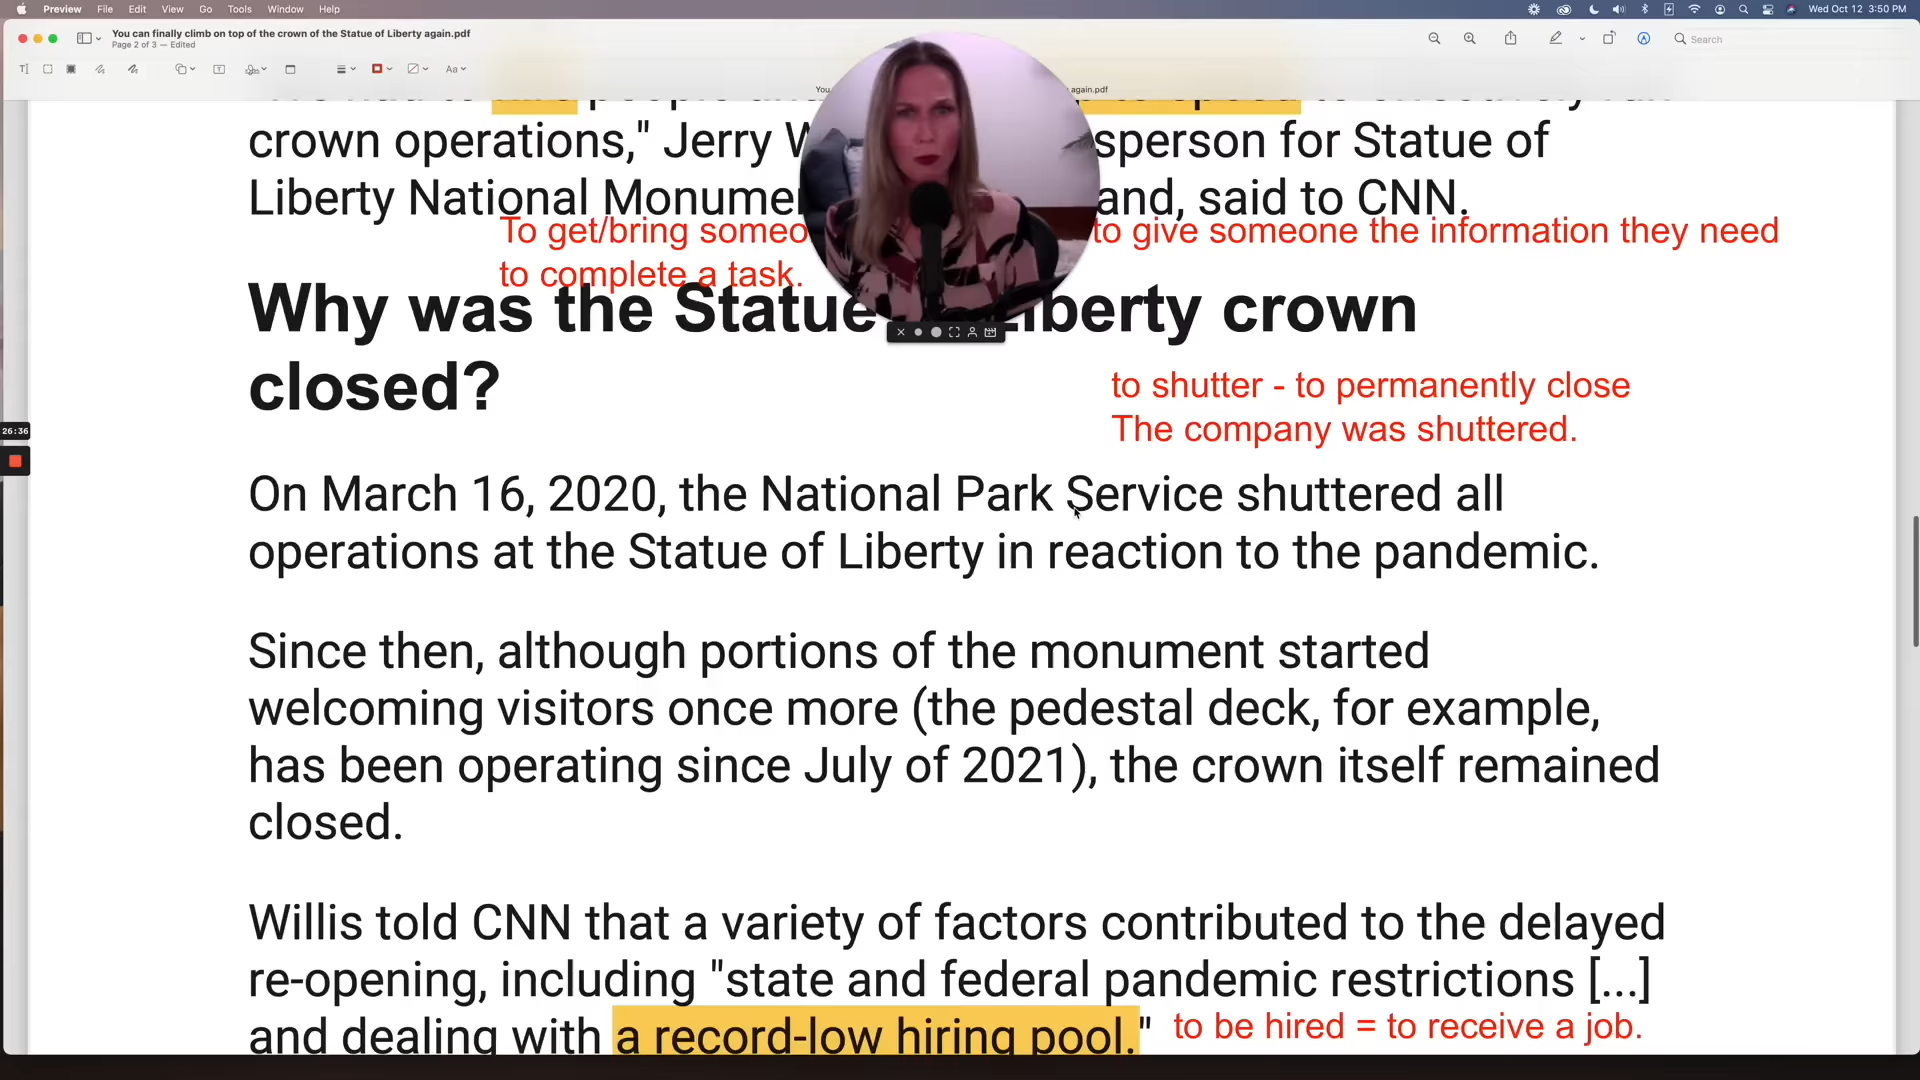 Preview File Edit View Go Tools Window Help
Wed Oct 12 3:50 PM
You can finally climb on top of the crown of the Statue of Liberty again.pdf
Page 2 of 3 — Edited
Search
Aa
You
again.pdf
crown operations," Jerry W
sperson for Statue of
Liberty National Monume
and, said to CNN.
To get/bring someo
to give someone the information they need
to complete a task.
Why was the Statue
Liberty crown
closed?
to shutter - to permanently close
The company was shuttered.
26:36
On March 16, 2020, the National Park Service shuttered all
operations at the Statue of Liberty in reaction to the pandemic.
Since then, although portions of the monument started
welcoming visitors once more (the pedestal deck, for example,
has been operating since July of 2021), the crown itself remained
closed.
Willis told CNN that a variety of factors contributed to the delayed
re-opening, including "state and federal pandemic restrictions [...]
and dealing with a record-low hiring pool."
to be hired = to receive a job.